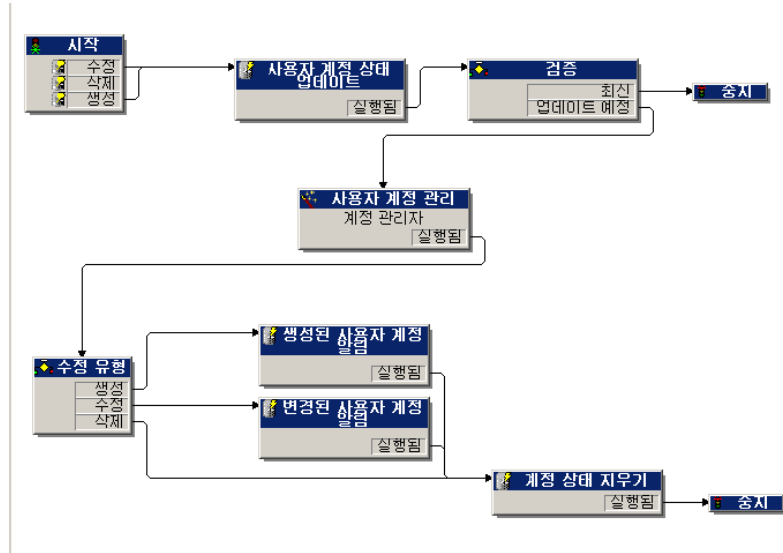 시작
수정
삭제
생성
사용자 계정 상태
업데이트
실행됨
검증
최신
업데이트 예정
중지
사용자 계정 관리
계정 관리자
실행됨
수정 유형
생성
수정
삭제
생성된 사용자 계정
알림
실행됨
변경된 사용자 계정
알림
실행됨
계정 상태 지우기
실행됨
중지